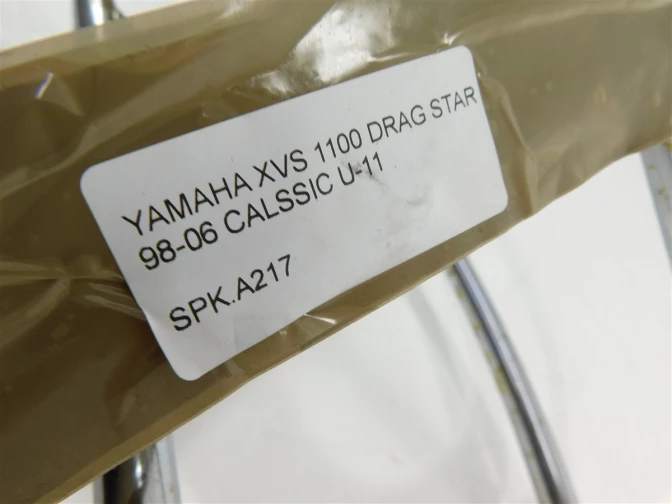 YAMAHA XVS 1100 DRAG STAR
98-06 CALSSIC U-11
SPK.A217